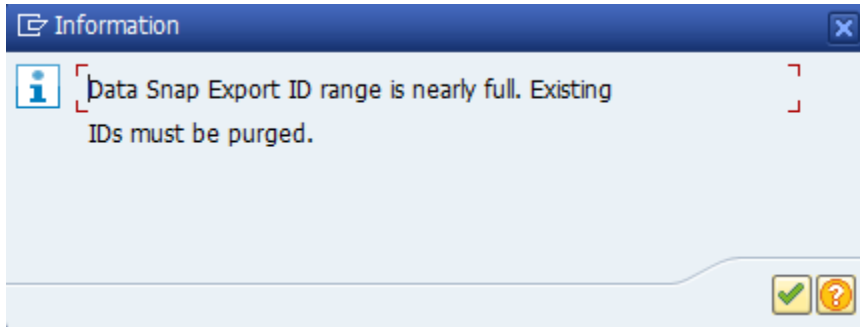 Information
Data Snap Export ID range is nearly full. Existing
IDs must be purged.